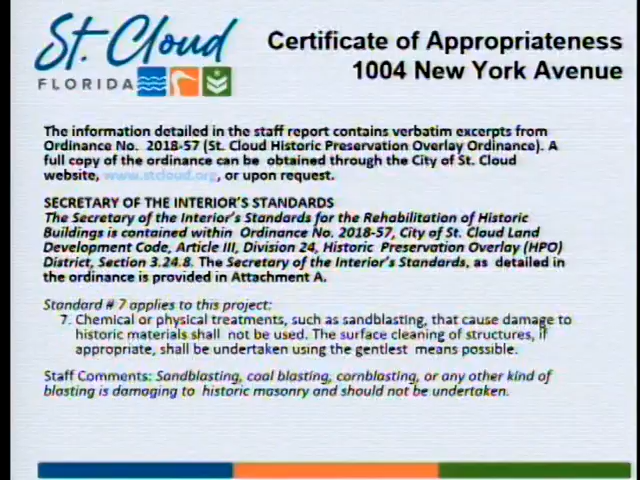 St. Cloud
FLORIDA
Certificate of Appropriateness
1004 New York Avenue
The information detailed in the staff report contains verbatim excerpts from
Ordinance No. 2018-57 (St. Cloud Historic Preservation Overlay Ordinance). A
full copy of the ordinance can be obtained through the City of St. Cloud
website, www.stcloud.org, or upon request.
SECRETARY OF THE INTERIOR'S STANDARDS
The Secretary of the Interior's Standards for the Rehabilitation of Historic
Buildings is contained within Ordinance No. 2018-57, City of St. Cloud Land
Development Code, Article III, Division 24, Historic Preservation Overlay (HPO)
District, Section 3.24.8. The Secretary of the Interior's Standards, as detailed in
the ordinance is provided in Attachment A.
Standard # 7 applies to this project:
7. Chemical or physical treatments, such as sandblasting, that cause damage to
historic materials shall not be used. The surface cleaning of structures, if
appropriate, shall be undertaken using the gentlest means possible.
Staff Comments: Sandblasting, coal blasting, cornblasting, or any other kind of
blasting is damaging to historic masonry and should not be undertaken.